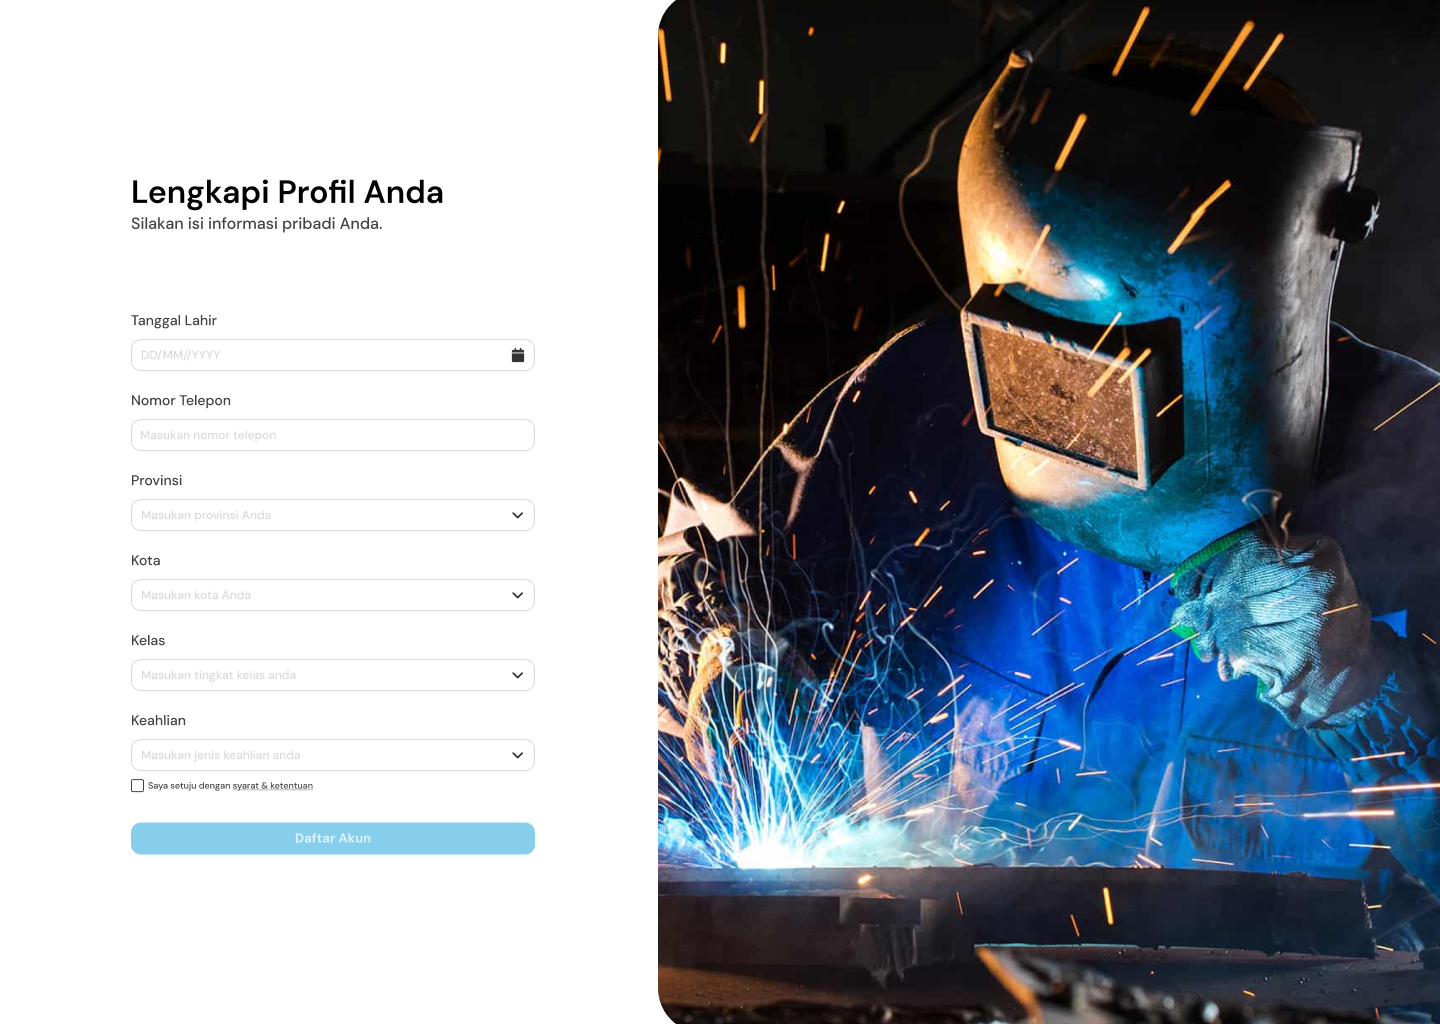 Lengkapi Profil Anda
Silakan isi informasi pribadi Anda.
Tanggal Lahir
DD/MM//YYYY
Nomor Telepon
Masukan nomor telepon
Provinsi
Masukan provinsi Anda
Kota
Masukan kota Anda
Kelas
Masukan tingkat kelas anda
Keahlian
Masukan jenis keahlian anda
Saya setuju dengan syarat & ketentuan
Daftar Akun